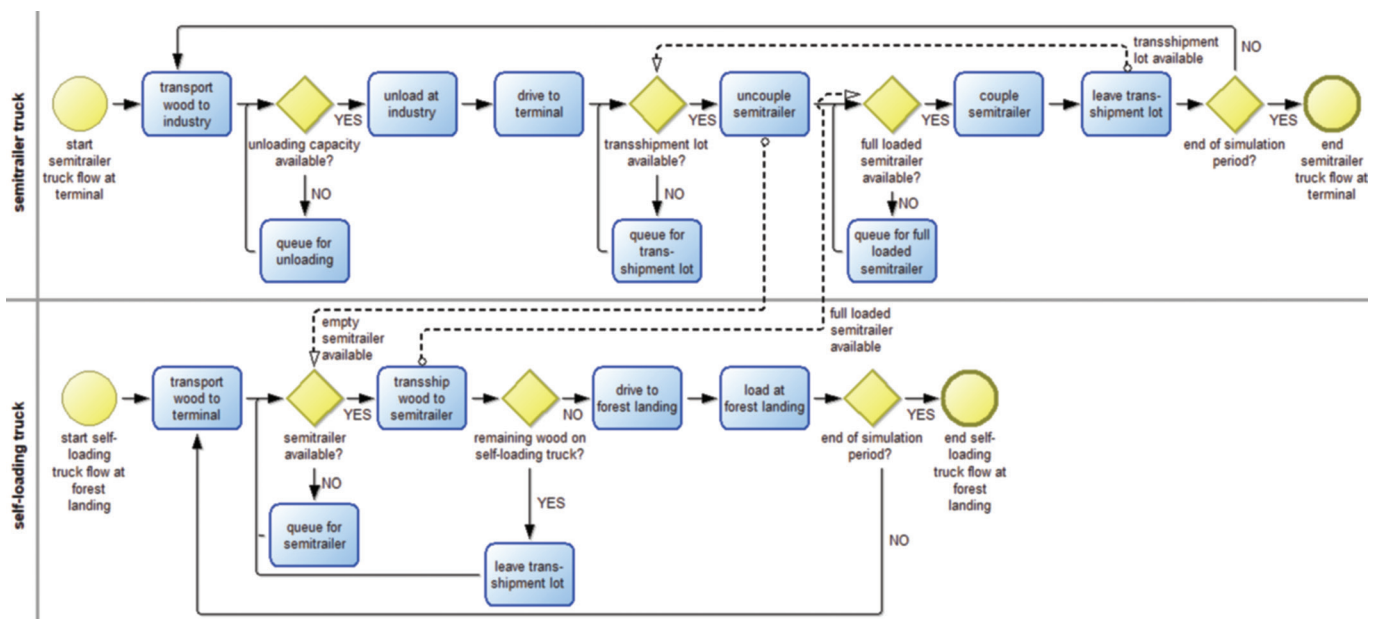 semitrailer truck
start
semitrailer
truck flow at
terminal
transport
wood to
industry
unloading capacity
available?
YES
NO
queue for
unloading
unload at
industry
drive to
terminal
transshipment lot
available?
YES
NO
queue for
trans-
shipment lot
uncouple
semitrailer
full loaded
semitrailer
available?
YES
NO
queue for full
loaded
semitrailer
couple
semitrailer
leave trans-
shipment lot
transshipment
lot available
NO
end of simulation
period?
YES
end
semitrailer
truck flow at
terminal
self-loading truck
start self-
loading
truck flow at
forest
landing
transport
wood to
terminal
empty
semitrailer
available
semitrailer
available?
YES
NO
queue for
semitrailer
transship
wood to
semitrailer
remaining wood on
self-loading truck?
NO
YES
leave trans-
shipment lot
full loaded
semitrailer
available
drive to
forest landing
load at
forest landing
end of simulation
period?
YES
NO
end self-
loading
truck flow at
forest
landing